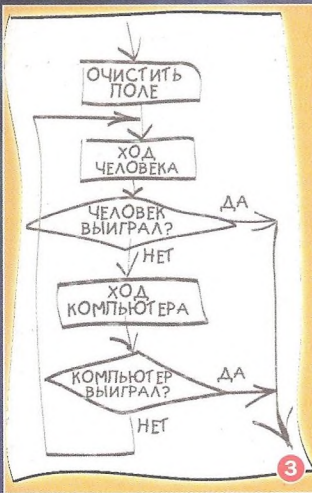 ОЧИСТИТЬ
ПОЛЕ
ХОД
ЧЕЛОВЕКА
ЧЕЛОВЕК
ВЫИГРАЛ?
ДА
НЕТ
ХОД
КОМПЬЮТЕРА
КОМПЬЮТЕР
ВЫИГРАЛ?
ДА
НЕТ
3